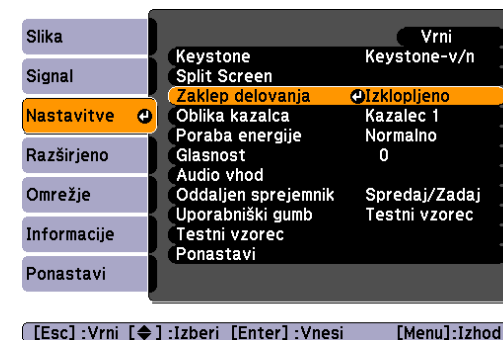 Slika
Signal
Nastavitve
Razširjeno
Omrežje
Informacije
Ponastavi
Vrni
Keystone Keystone-v/n
Split Screen
Zaklep delovanja Izklopljeno
Oblika kazalca Kazalec 1
Poraba energije Normalno
Glasnost 0
Audio vhod
Oddaljen sprejemnik Spredaj/Zadaj
Uporabniški gumb Testni vzorec
Testni vzorec
Ponastavi
[Esc] :Vrni [◆] :Izberi [Enter] :Vnesi [Menu]:Izhod